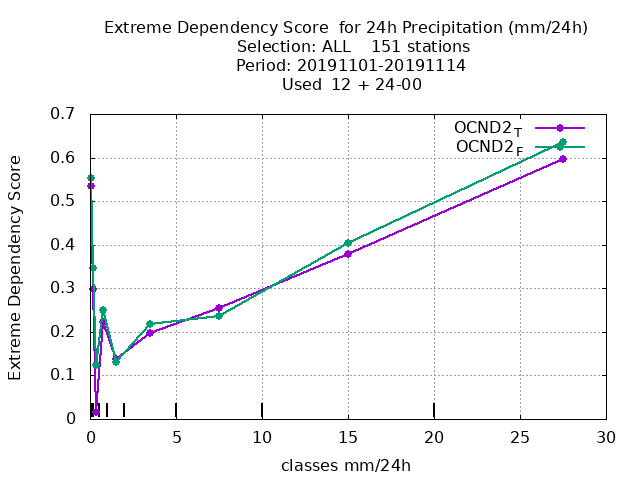 Extreme Dependency Score  for 24h Precipitation (mm/24h)
Selection: ALL    151 stations
Period: 20191101-20191114
Used  12 + 24-00
OCND2T
OCND2F
Extreme Dependency Score
0.7
0.6
0.5
0.4
0.3
0.2
0.1
0
0 5 10 15 20 25 30
classes mm/24h